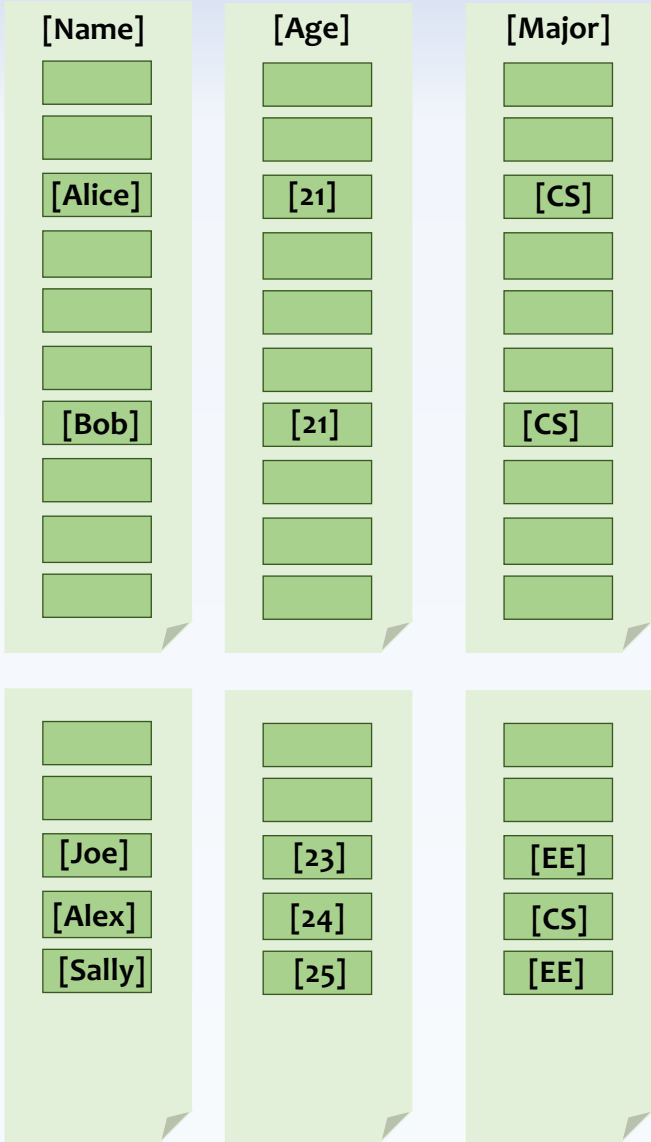 [Name] [Age] [Major]
[Alice] [21] [CS]
[Bob] [21] [CS]
[Joe] [23] [EE]
[Alex] [24] [CS]
[Sally] [25] [EE]